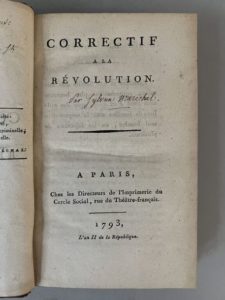 CORRECTIF
A LA
RÉVOLUTION.
Par Sylvain Maréchal.
A PARIS,
Chez les Directeurs de l'Imprimerie du
Cercle Social, rue du Théâtre-français.
1793,
L'an II de la République.